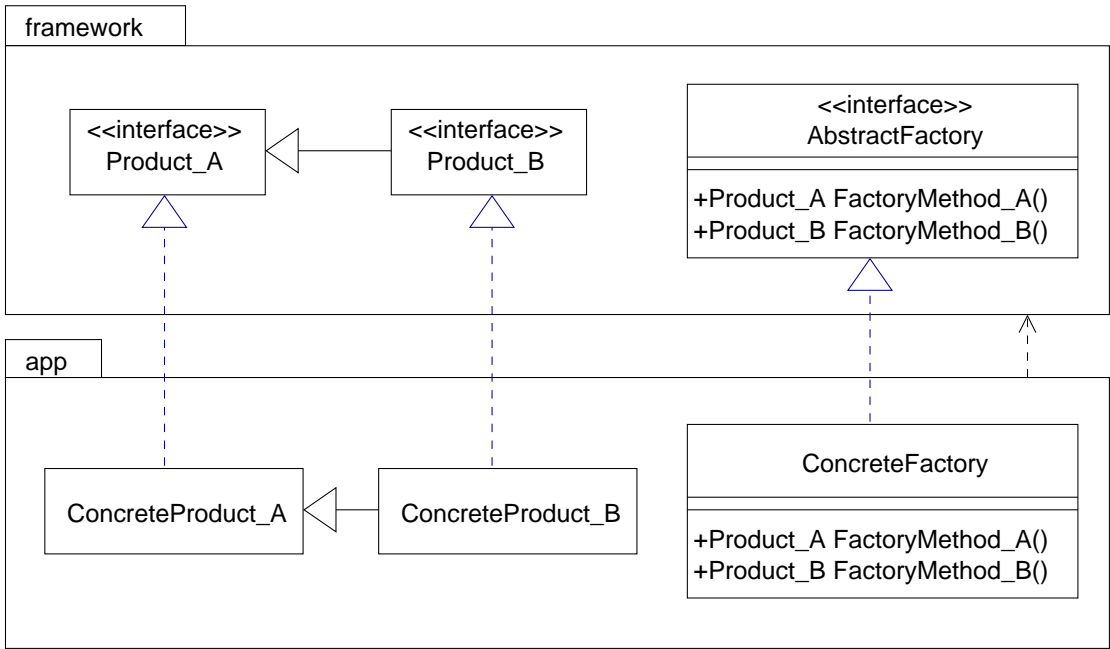 framework
<<interface>>
Product_A
<<interface>>
Product_B
<<interface>>
AbstractFactory
+Product_A FactoryMethod_A()
+Product_B FactoryMethod_B()
app
ConcreteProduct_A
ConcreteProduct_B
ConcreteFactory
+Product_A FactoryMethod_A()
+Product_B FactoryMethod_B()